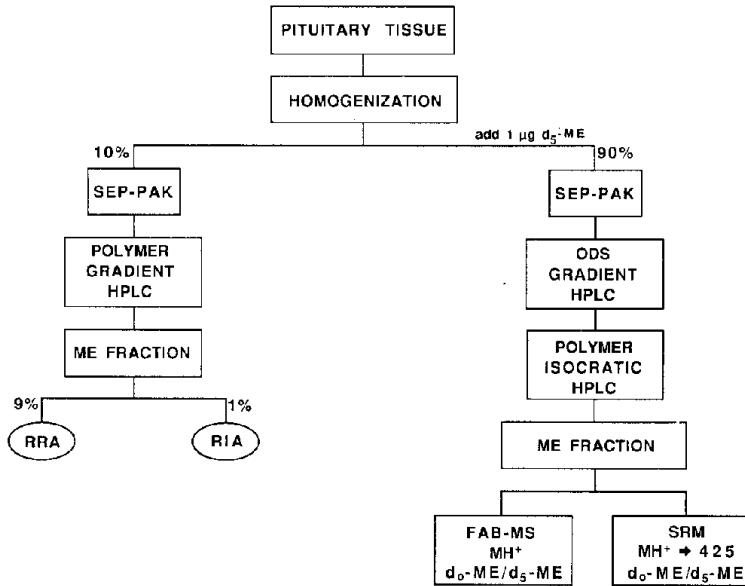 PITUITARY TISSUE
HOMOGENIZATION
add 1 µg d₅-ME
10%
90%
SEP-PAK
SEP-PAK
POLYMER
GRADIENT
HPLC
ODS
GRADIENT
HPLC
ME FRACTION
POLYMER
ISOCRATIC
HPLC
9%
1%
RRA
RIA
ME FRACTION
FAB-MS
MH⁺
d₀-ME/d₅-ME
SRM
MH⁺ → 425
d₀-ME/d₅-ME